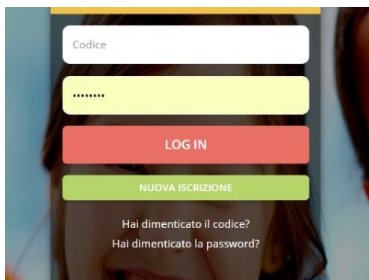 Codice
••••••••
LOG IN
NUOVA ISCRIZIONE
Hai dimenticato il codice?
Hai dimenticato la password?